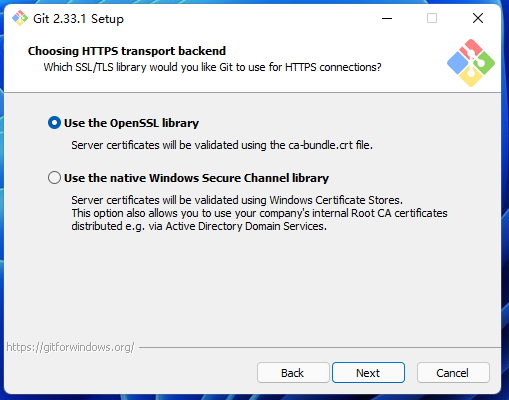 Git 2.33.1 Setup
Choosing HTTPS transport backend
Which SSL/TLS library would you like Git to use for HTTPS connections?
Use the OpenSSL library
Server certificates will be validated using the ca-bundle.crt file.
Use the native Windows Secure Channel library
Server certificates will be validated using Windows Certificate Stores.
This option also allows you to use your company's internal Root CA certificates
distributed e.g. via Active Directory Domain Services.
https://gitforwindows.org/
Back
Next
Cancel